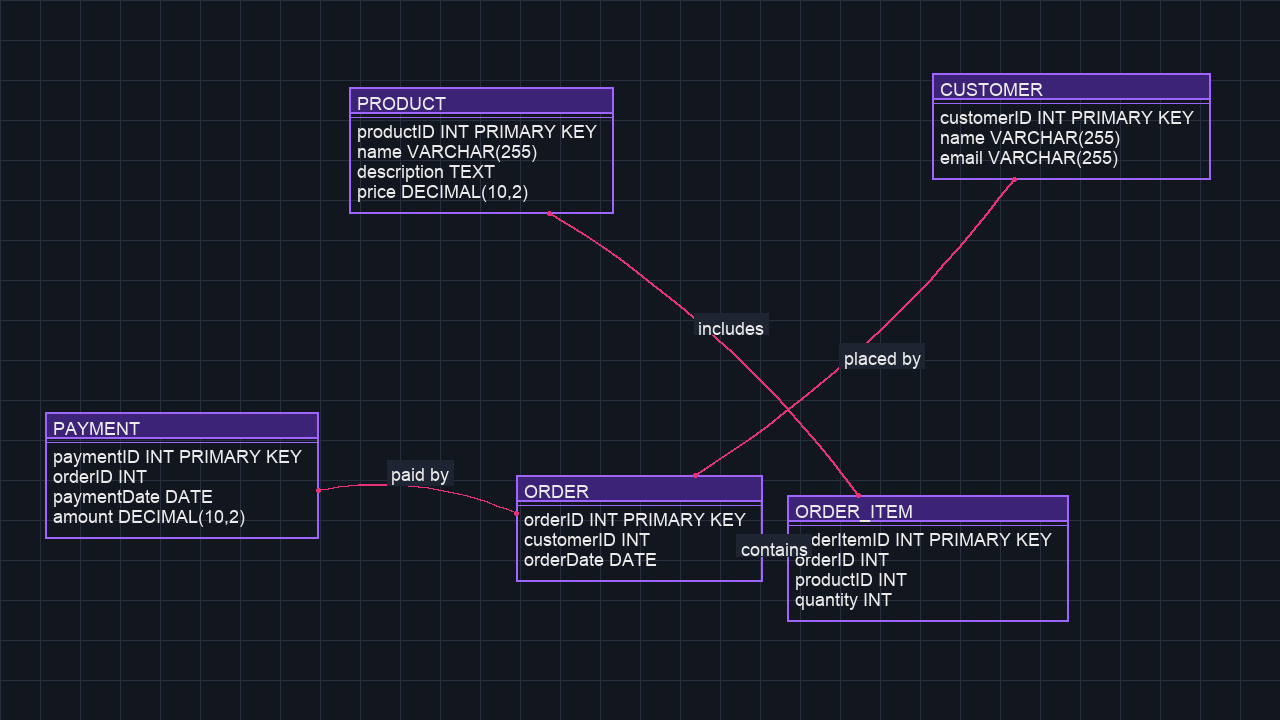 PRODUCT
productID INT PRIMARY KEY
name VARCHAR(255)
description TEXT
price DECIMAL(10,2)
CUSTOMER
customerID INT PRIMARY KEY
name VARCHAR(255)
email VARCHAR(255)
includes
placed by
PAYMENT
paymentID INT PRIMARY KEY
orderID INT
paymentDate DATE
amount DECIMAL(10,2)
paid by
ORDER
orderID INT PRIMARY KEY
customerID INT
orderDate DATE
contains
ORDER_ITEM
derItemID INT PRIMARY KEY
orderID INT
productID INT
quantity INT